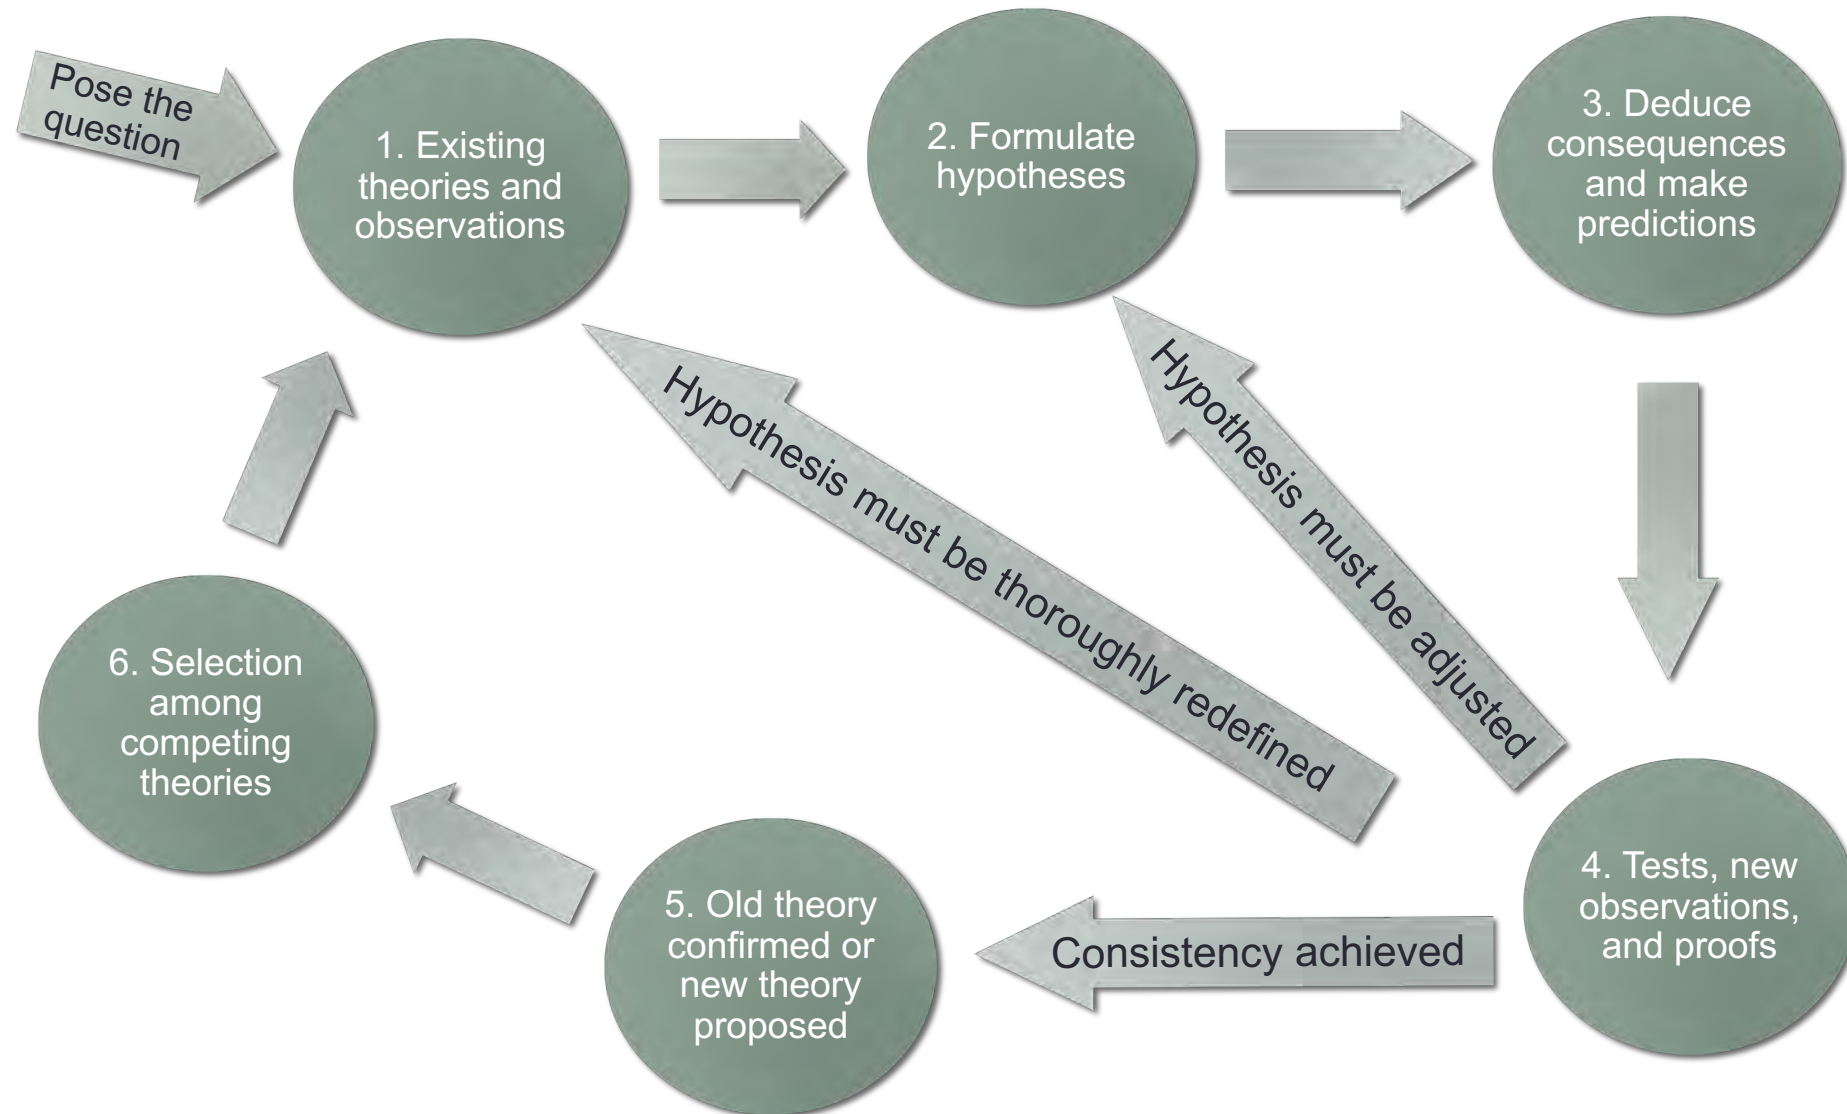 Pose the
question
1. Existing
theories and
observations
2. Formulate
hypotheses
3. Deduce
consequences
and make
predictions
Hypothesis must be thoroughly redefined
Hypothesis must be adjusted
4. Tests, new
observations,
and proofs
Consistency achieved
5. Old theory
confirmed or
new theory
proposed
6. Selection
among
competing
theories